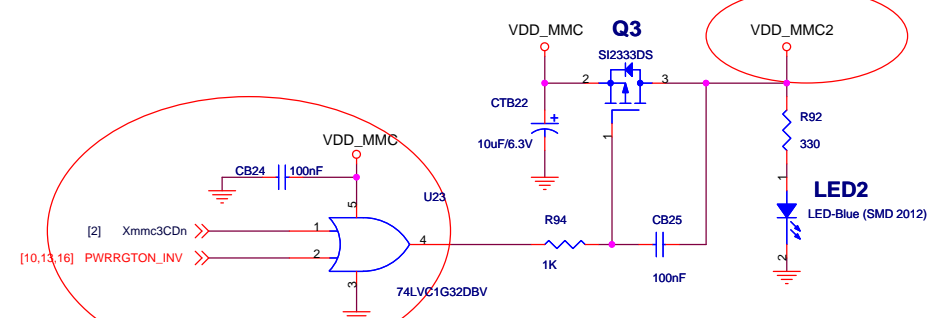 VDD_MMC
Q3
VDD_MMC2
SI2333DS
2
3
CTB22
10uF/6.3V
1
R92
330
VDD_MMC
CB24
100nF
U23
5
1
LED2
LED-Blue (SMD 2012)
[2]
Xmmc3CDn
1
R94
CB25
4
[10,13,16]
PWRRGTON_INV
2
1K
2
3
100nF
74LVC1G32DBV